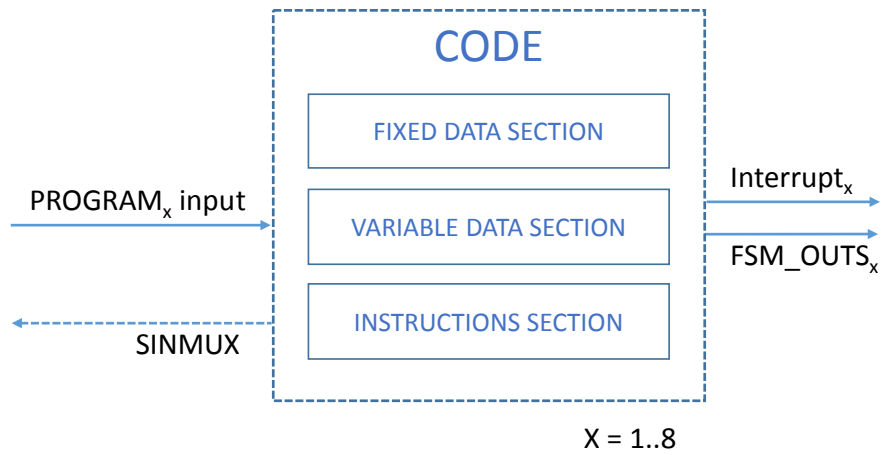 CODE
FIXED DATA SECTION
PROGRAMₓ input
VARIABLE DATA SECTION
Interruptₓ
FSM_OUTSₓ
INSTRUCTIONS SECTION
SINMUX
X = 1..8